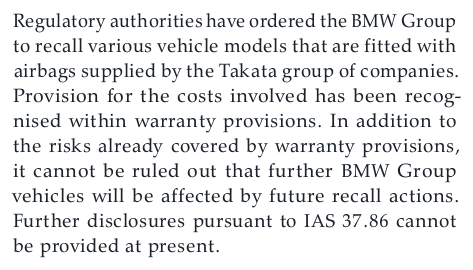 Regulatory authorities have ordered the BMW Group
to recall various vehicle models that are fitted with
airbags supplied by the Takata group of companies.
Provision for the costs involved has been recog-
nised within warranty provisions. In addition to
the risks already covered by warranty provisions,
it cannot be ruled out that further BMW Group
vehicles will be affected by future recall actions.
Further disclosures pursuant to IAS 37.86 cannot
be provided at present.